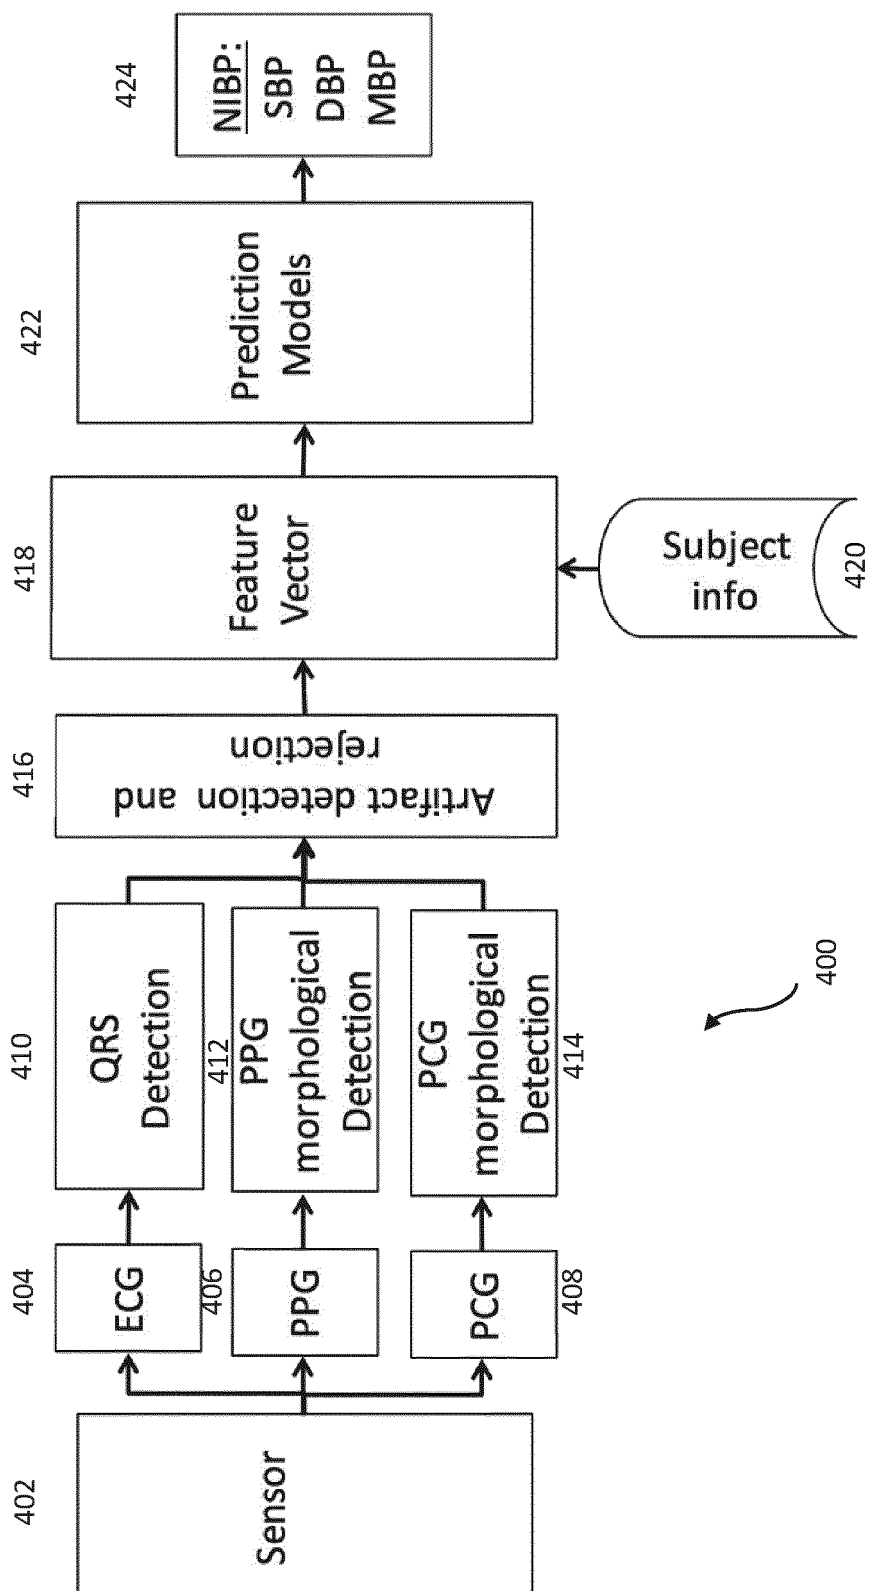 402
Sensor
404
ECG
406
PPG
PCG
408
410
QRS
Detection
412
PPG
morphological
Detection
PCG
morphological
Detection
414
416
Artifact detection and
rejection
418
Feature
Vector
Subject
info
420
422
Prediction
Models
424
NIBP:
SBP
DBP
MBP
400